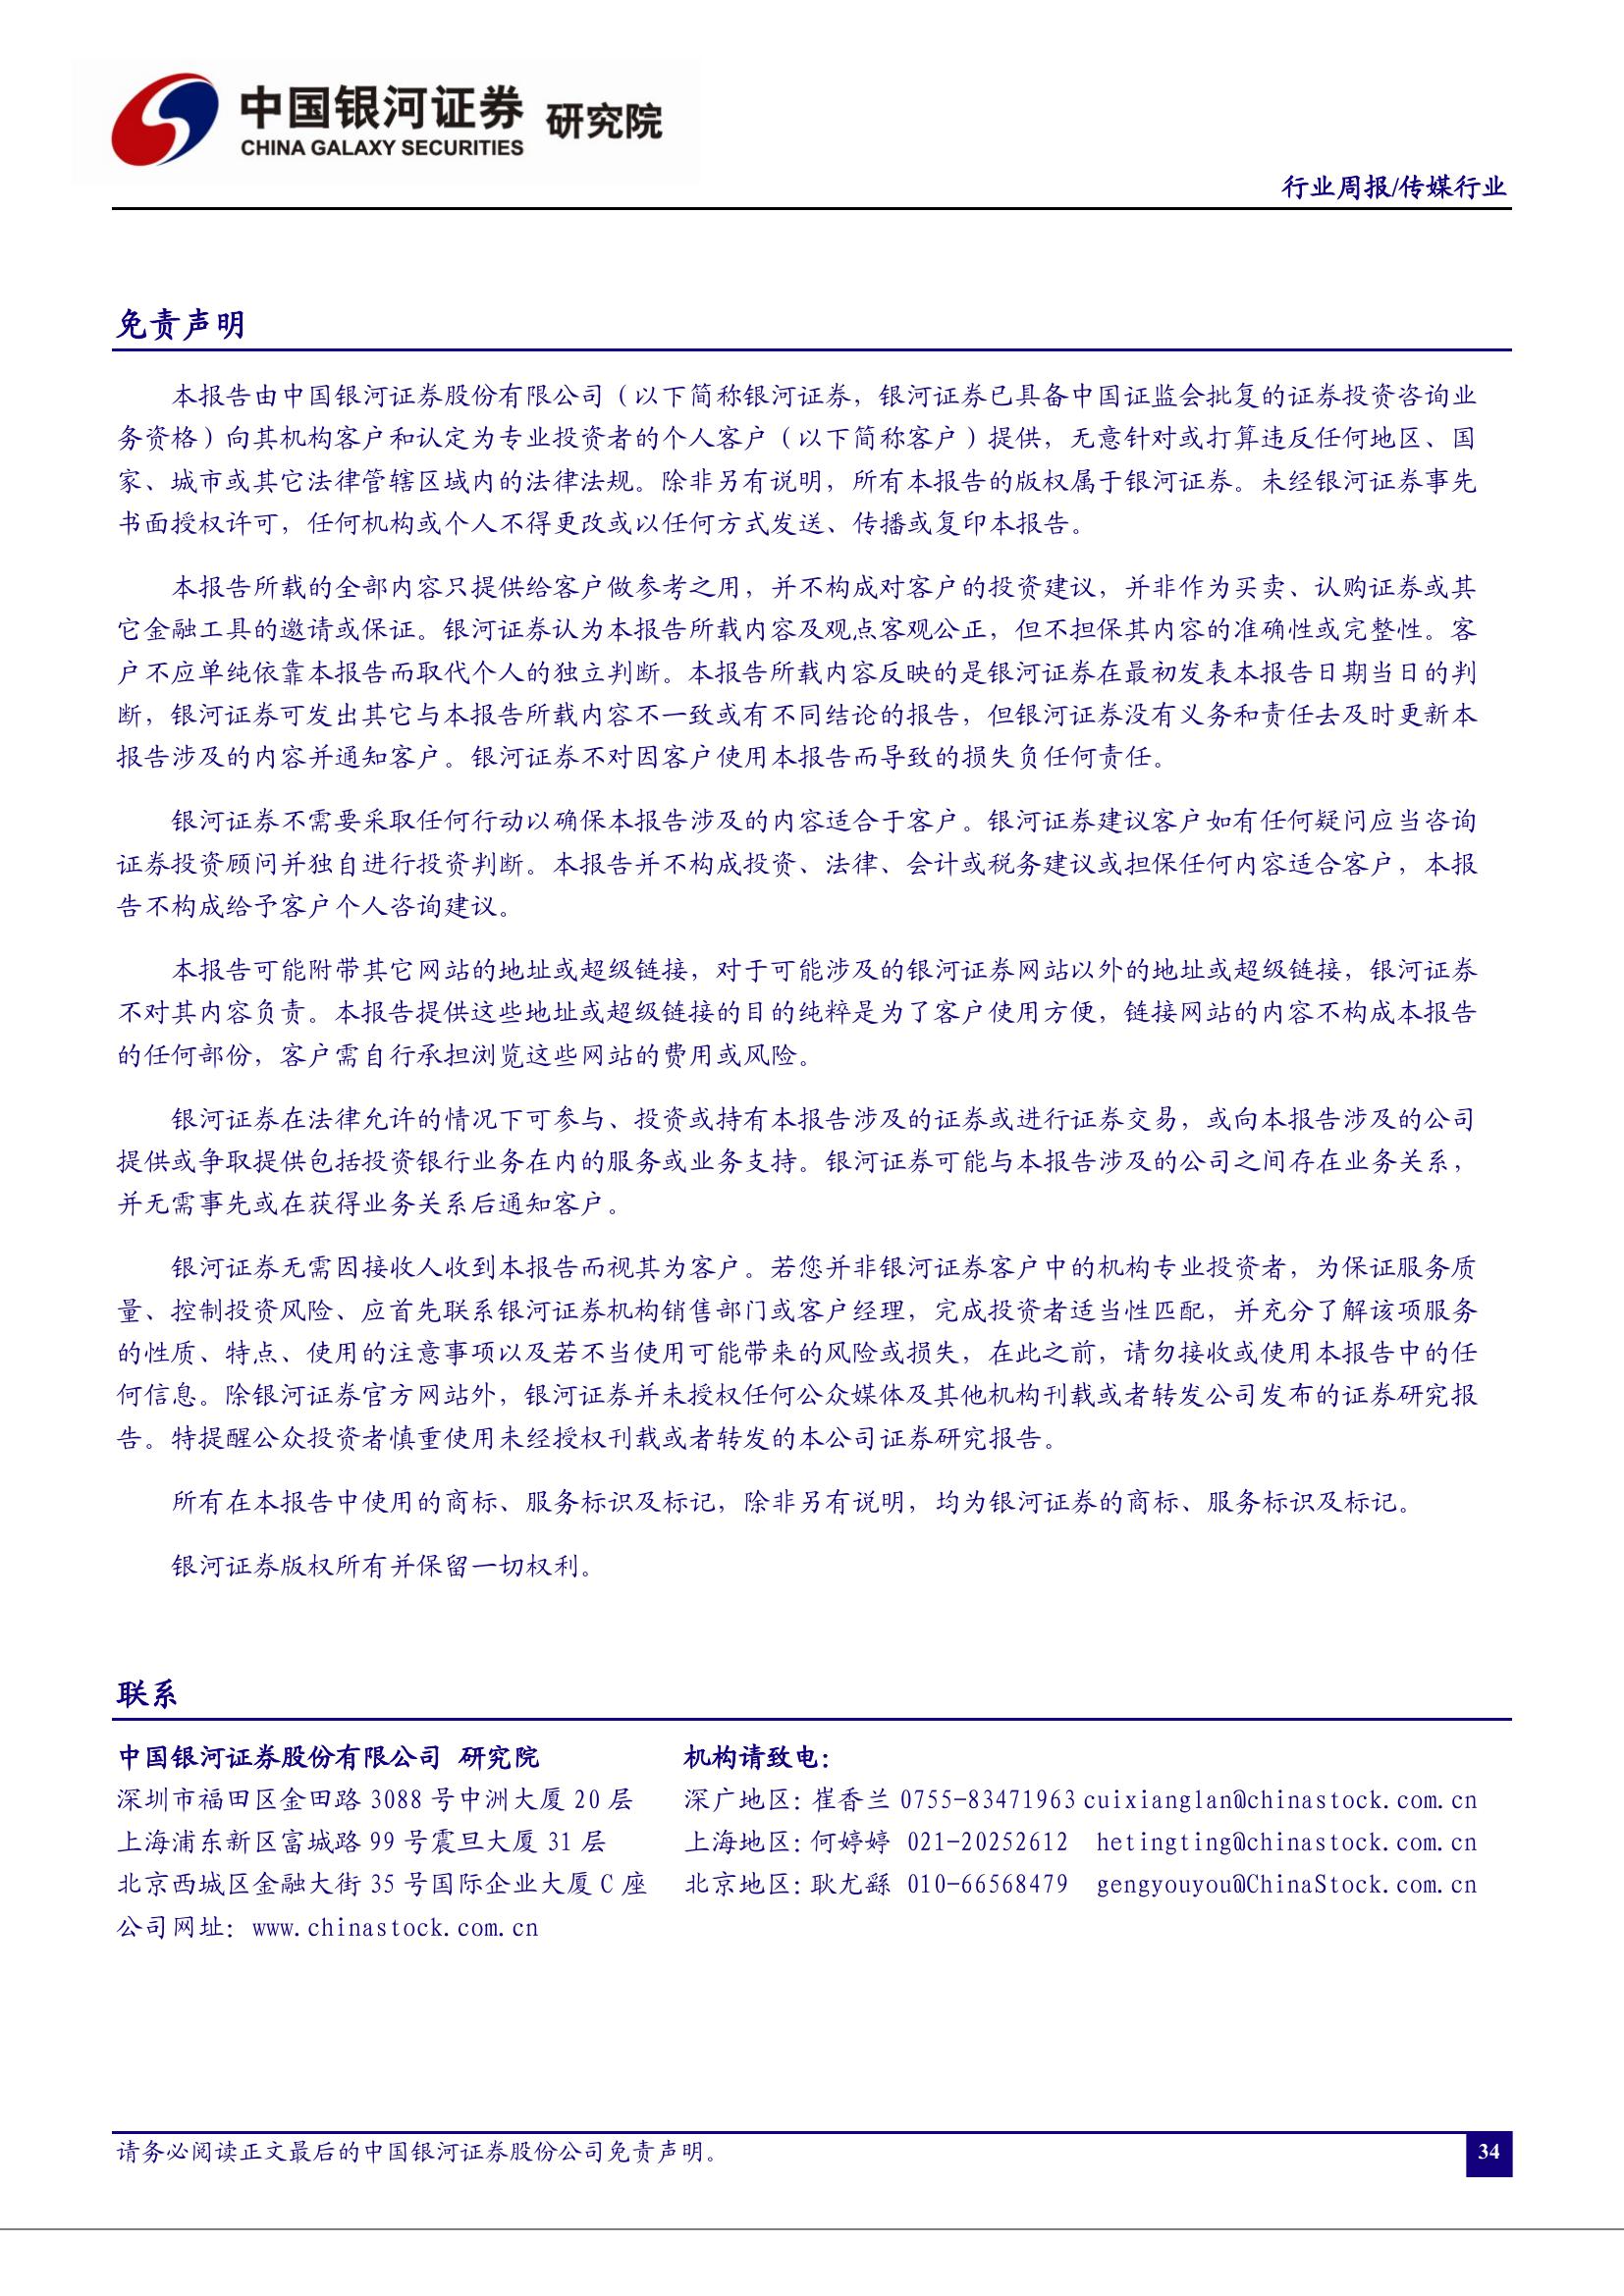 中国银河证券 研究院
CHINA GALAXY SECURITIES
行业周报/传媒行业
免责声明
本报告由中国银河证券股份有限公司（以下简称银河证券，银河证券已具备中国证监会批复的证券投资咨询业
务资格）向其机构客户和认定为专业投资者的个人客户（以下简称客户）提供，无意针对或打算违反任何地区、国
家、城市或其它法律管辖区域内的法律法规。除非另有说明，所有本报告的版权属于银河证券。未经银河证券事先
书面授权许可，任何机构或个人不得更改或以任何方式发送、传播或复印本报告。
本报告所载的全部内容只提供给客户做参考之用，并不构成对客户的投资建议，并非作为买卖、认购证券或其
它金融工具的邀请或保证。银河证券认为本报告所载内容及观点客观公正，但不担保其内容的准确性或完整性。客
户不应单纯依靠本报告而取代个人的独立判断。本报告所载内容反映的是银河证券在最初发表本报告日期当日的判
断，银河证券可发出其它与本报告所载内容不一致或有不同结论的报告，但银河证券没有义务和责任去及时更新本
报告涉及的内容并通知客户。银河证券不对因客户使用本报告而导致的损失负任何责任。
银河证券不需要采取任何行动以确保本报告涉及的内容适合于客户。银河证券建议客户如有任何疑问应当咨询
证券投资顾问并独自进行投资判断。本报告并不构成投资、法律、会计或税务建议或担保任何内容适合客户，本报
告不构成给予客户个人咨询建议。
本报告可能附带其它网站的地址或超级链接，对于可能涉及的银河证券网站以外的地址或超级链接，银河证券
不对其内容负责。本报告提供这些地址或超级链接的目的纯粹是为了客户使用方便，链接网站的内容不构成本报告
的任何部份，客户需自行承担浏览这些网站的费用或风险。
银河证券在法律允许的情况下可参与、投资或持有本报告涉及的证券或进行证券交易，或向本报告涉及的公司
提供或争取提供包括投资银行业务在内的服务或业务支持。银河证券可能与本报告涉及的公司之间存在业务关系，
并无需事先或在获得业务关系后通知客户。
银河证券无需因接收人收到本报告而视其为客户。若您并非银河证券客户中的机构专业投资者，为保证服务质
量、控制投资风险、应首先联系银河证券机构销售部门或客户经理，完成投资者适当性匹配，并充分了解该项服务
的性质、特点、使用的注意事项以及若不当使用可能带来的风险或损失，在此之前，请勿接收或使用本报告中的任
何信息。除银河证券官方网站外，银河证券并未授权任何公众媒体及其他机构刊载或者转发公司发布的证券研究报
告。特提醒公众投资者慎重使用未经授权刊载或者转发的本公司证券研究报告。
所有在本报告中使用的商标、服务标识及标记，除非另有说明，均为银河证券的商标、服务标识及标记。
银河证券版权所有并保留一切权利。
联系
中国银河证券股份有限公司 研究院 机构请致电：
深圳市福田区金田路 3088 号中洲大厦 20 层 深广地区：崔香兰 0755-83471963 cuixianglan@chinastock.com.cn
上海浦东新区富城路 99 号震旦大厦 31 层 上海地区：何婷婷 021-20252612 hetingting@chinastock.com.cn
北京西城区金融大街 35 号国际企业大厦 C 座 北京地区：耿尤繇 010-66568479 gengyouyou@ChinaStock.com.cn
公司网址：www.chinastock.com.cn
请务必阅读正文最后的中国银河证券股份公司免责声明。 34